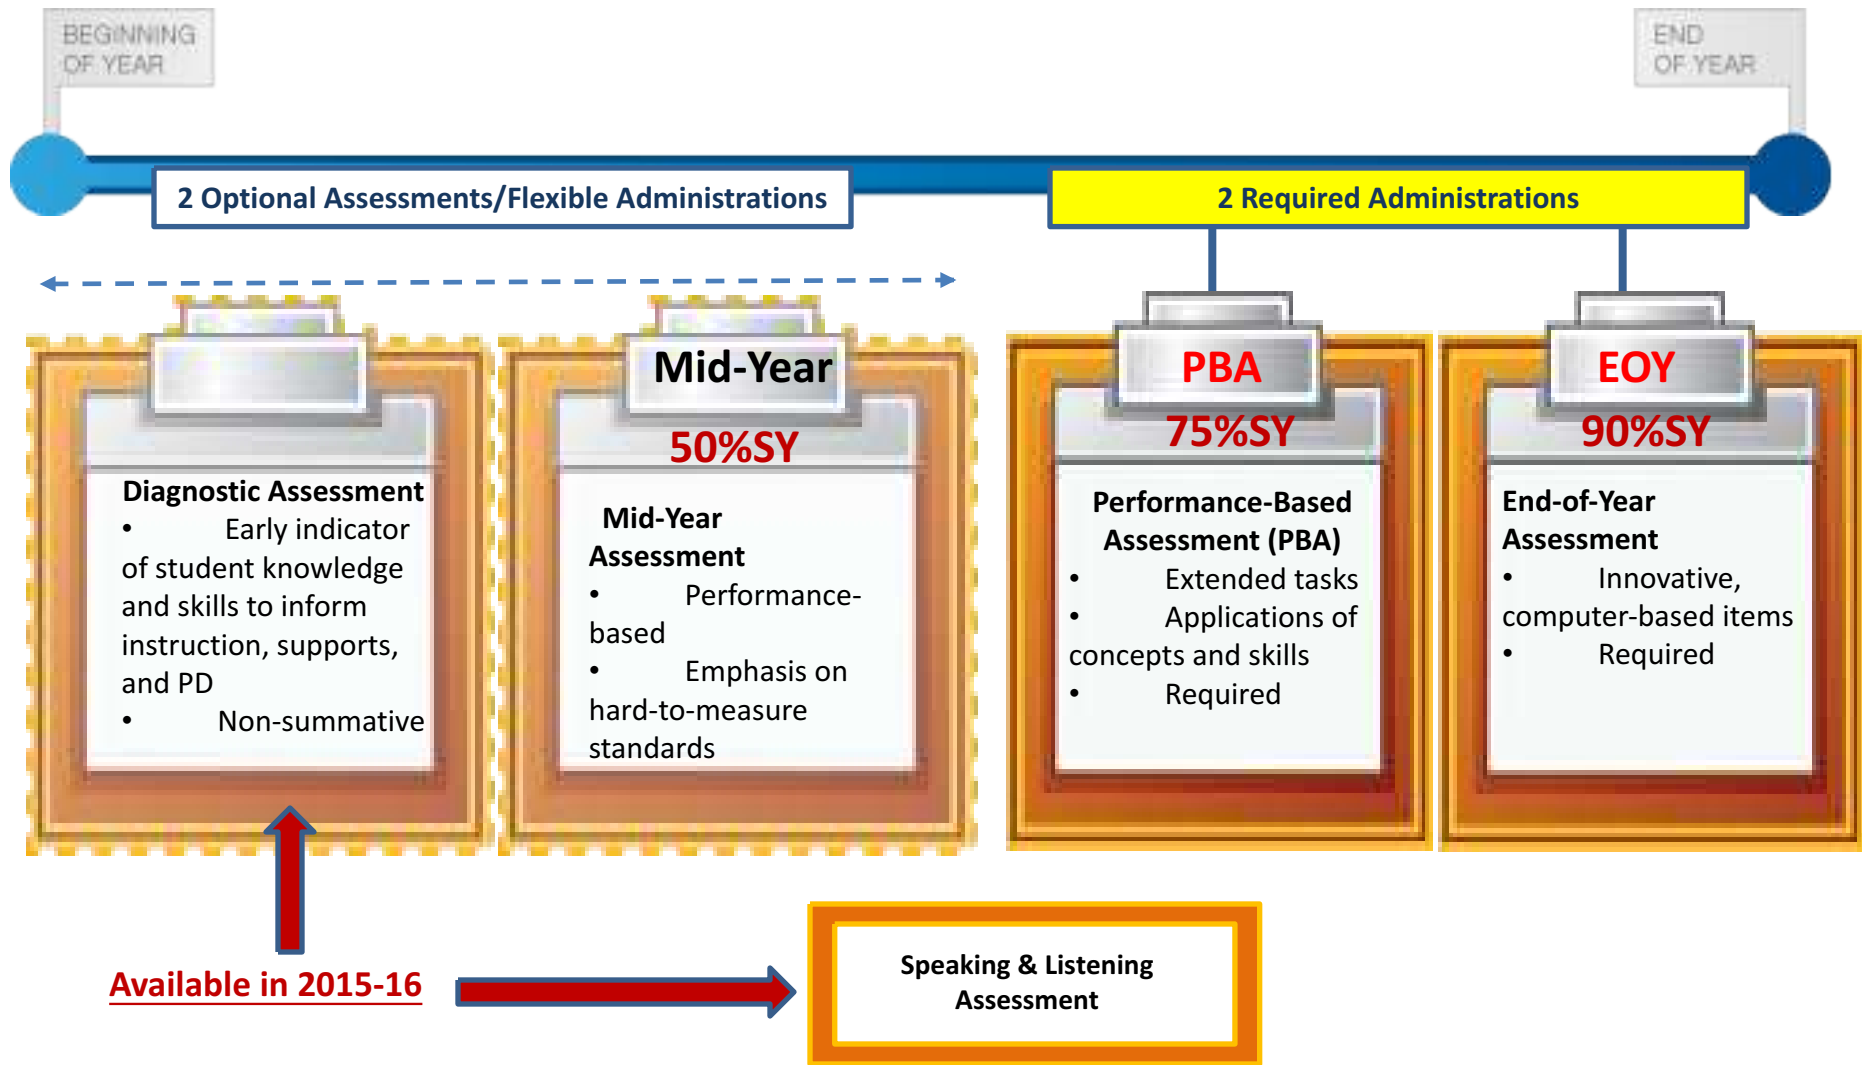 BEGINNING
OF YEAR
END
OF YEAR
2 Optional Assessments/Flexible Administrations
2 Required Administrations
Diagnostic Assessment
• Early indicator
of student knowledge
and skills to inform
instruction, supports,
and PD
• Non-summative
Mid-Year
50%SY
Mid-Year
Assessment
• Performance-
based
• Emphasis on
hard-to-measure
standards
PBA
75%SY
Performance-Based
Assessment (PBA)
• Extended tasks
• Applications of
concepts and skills
• Required
EOY
90%SY
End-of-Year
Assessment
• Innovative,
computer-based items
• Required
Available in 2015-16
Speaking & Listening
Assessment